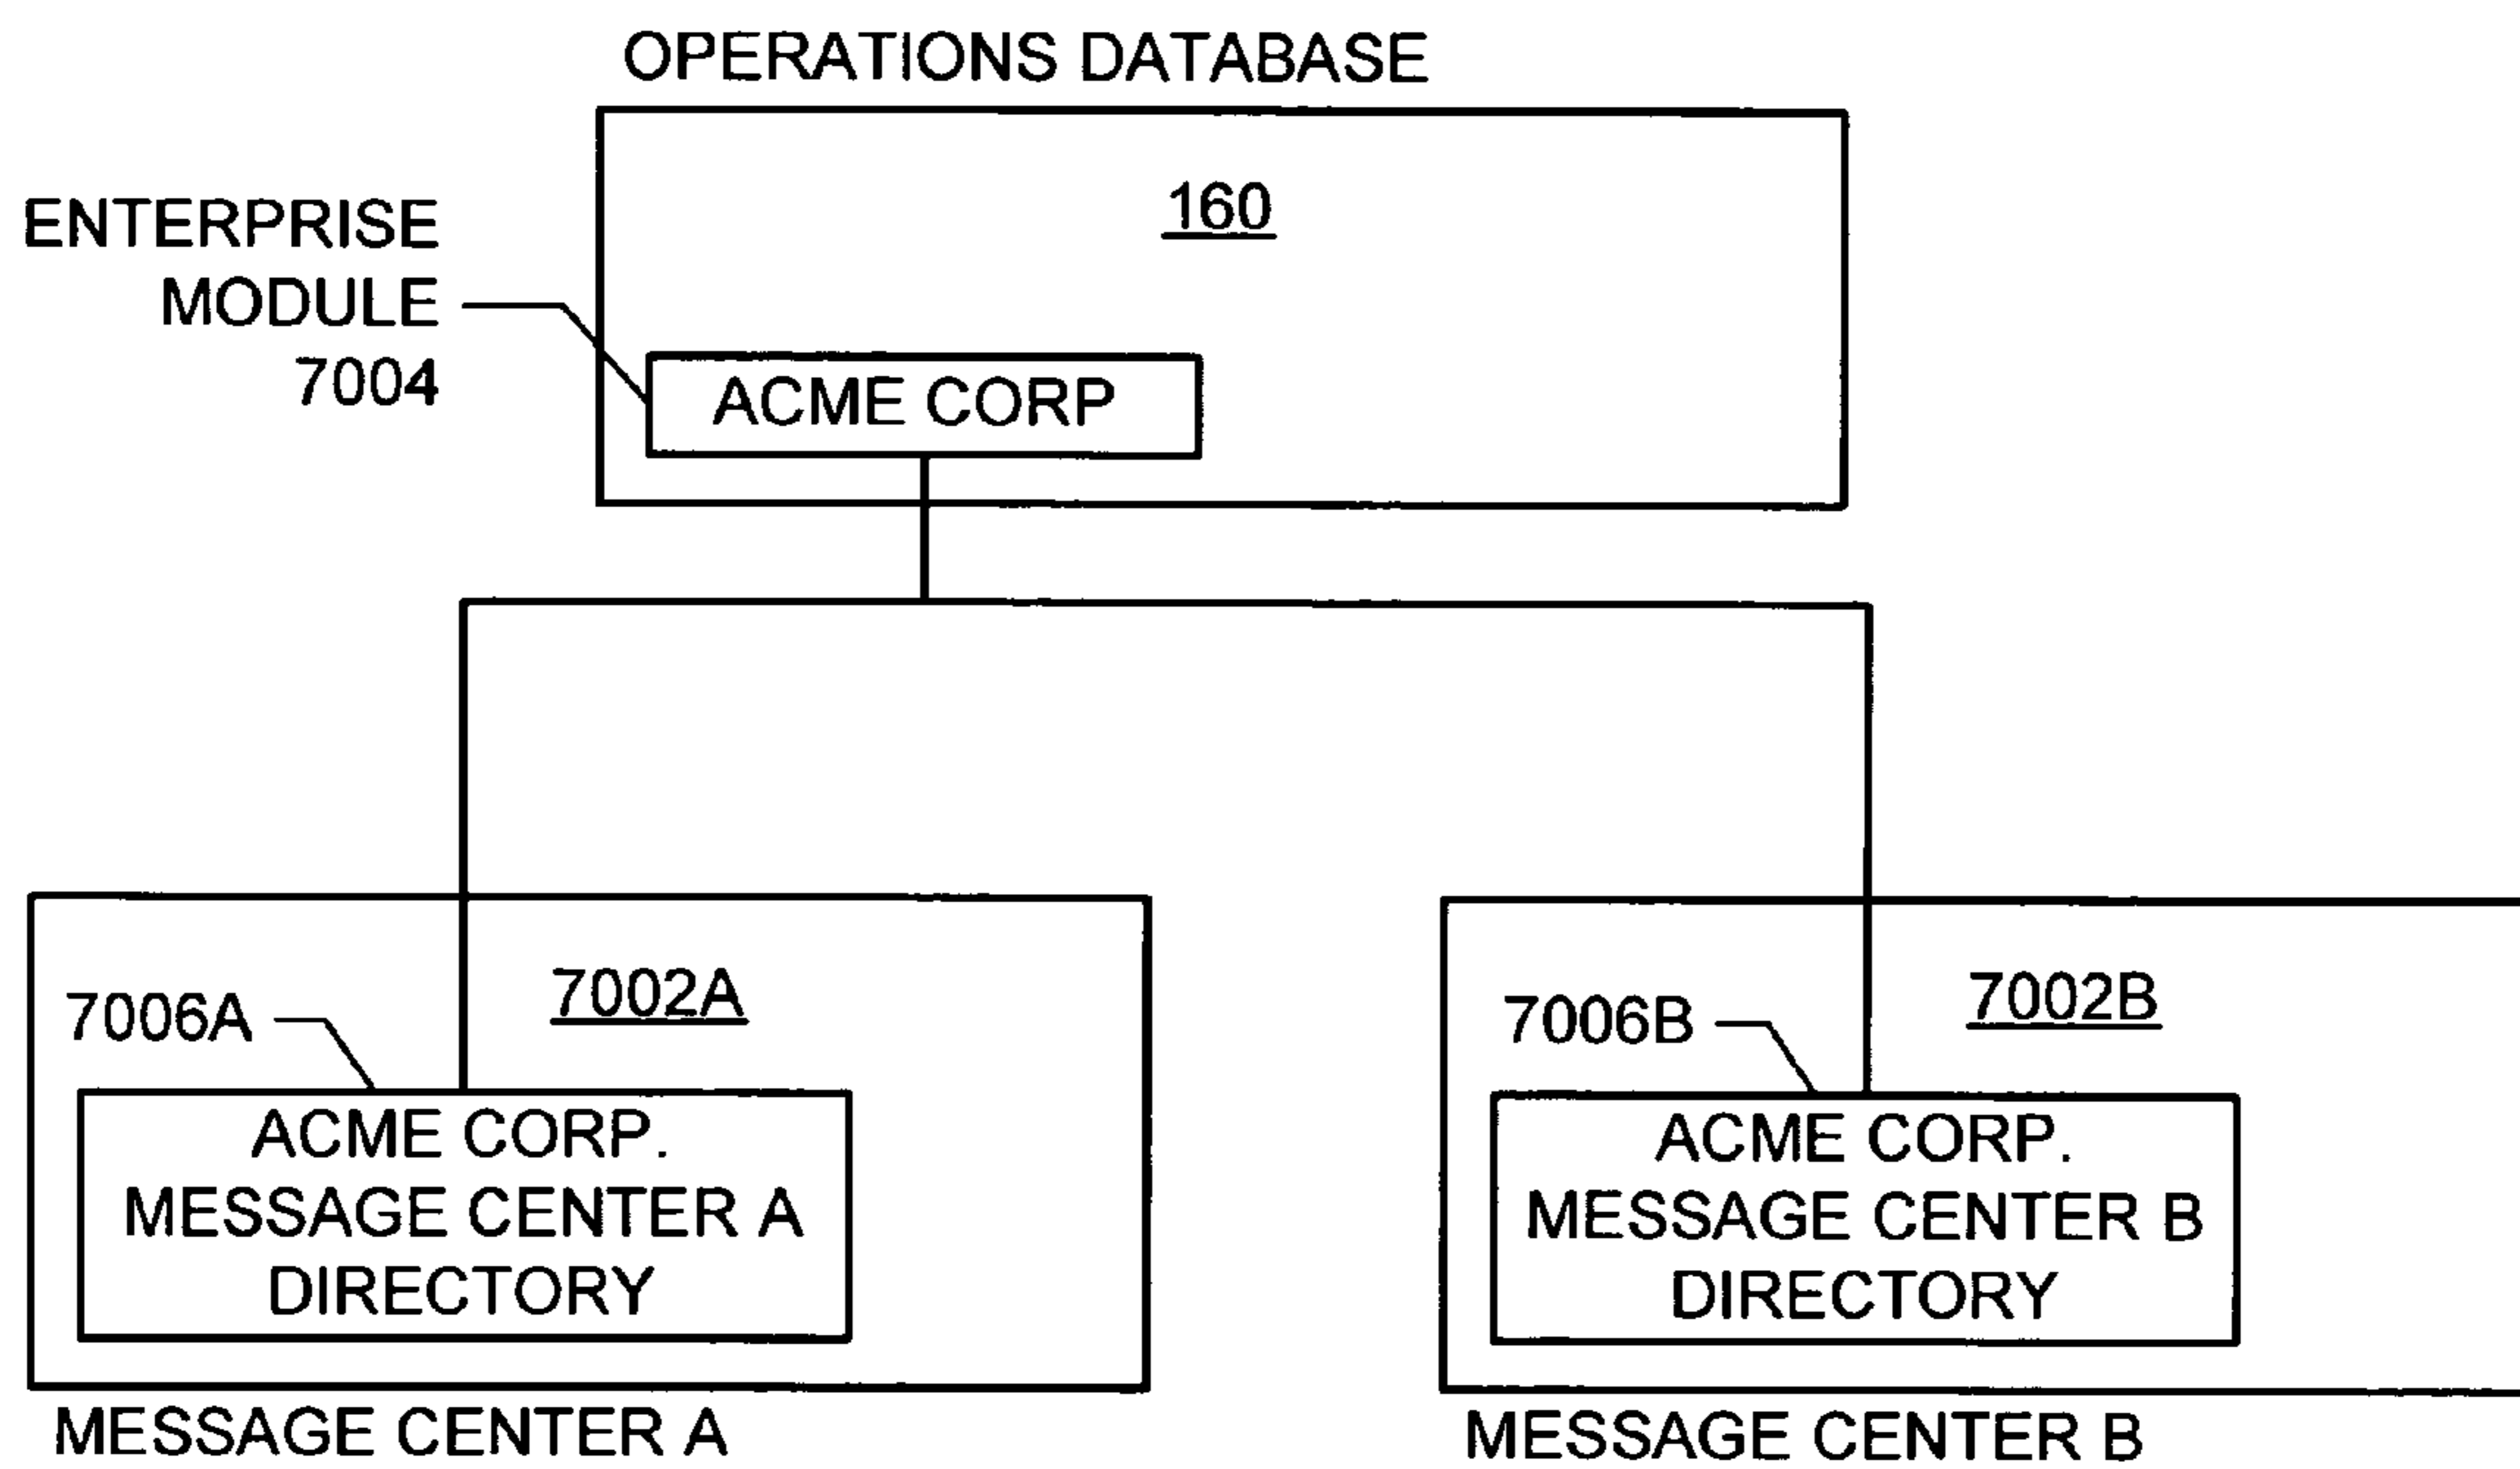 OPERATIONS DATABASE
160
ENTERPRISE
MODULE
7004
ACME CORP
7002A
7006A
ACME CORP.
MESSAGE CENTER A
DIRECTORY
MESSAGE CENTER A
7002B
7006B
ACME CORP.
MESSAGE CENTER B
DIRECTORY
MESSAGE CENTER B